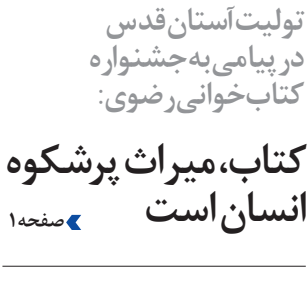 تولیت آستان قدس
در پیامی به جشنواره
کتاب‌خوانی رضوی:
کتاب، میراث پرشکوه
انسان است
صفحه۱